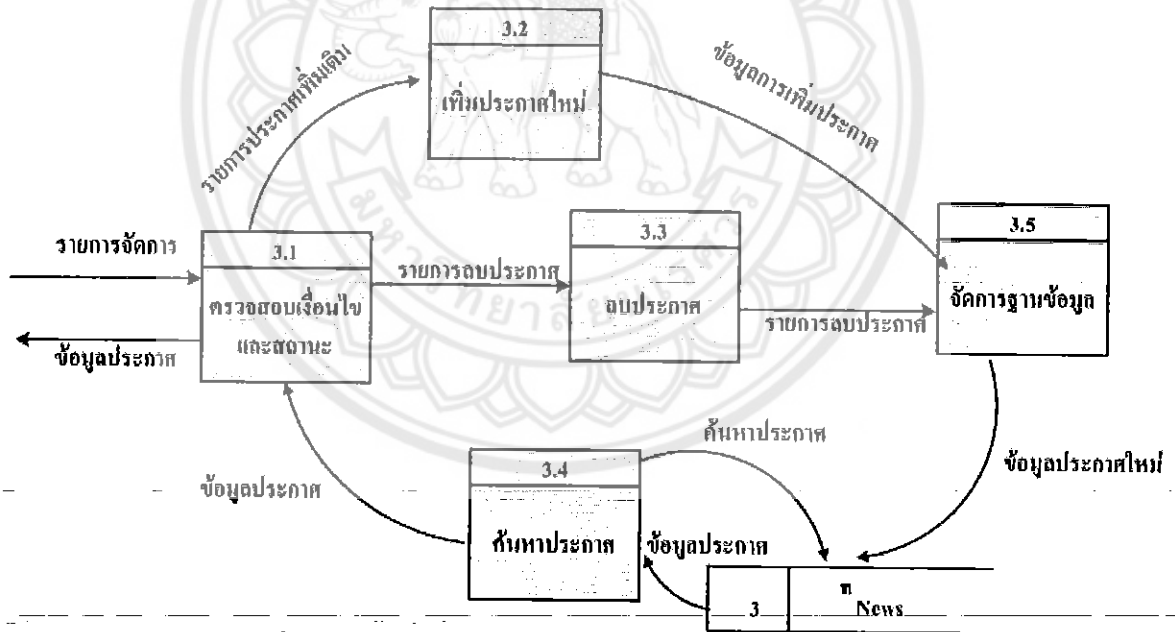 3.2
เพิ่มประกาศใหม่
รายการประกาศเพิ่มเติม
ข้อมูลการเพิ่มประกาศ
รายการจัดการ
3.1
ตรวจสอบเงื่อนไข
และสถานะ
ข้อมูลประกาศ
รายการลบประกาศ
3.3
ลบประกาศ
รายการลบประกาศ
3.5
จัดการฐานข้อมูล
ค้นหาประกาศ
ข้อมูลประกาศใหม่
3.4
ค้นหาประกาศ
ข้อมูลประกาศ
ข้อมูลประกาศ
3
News